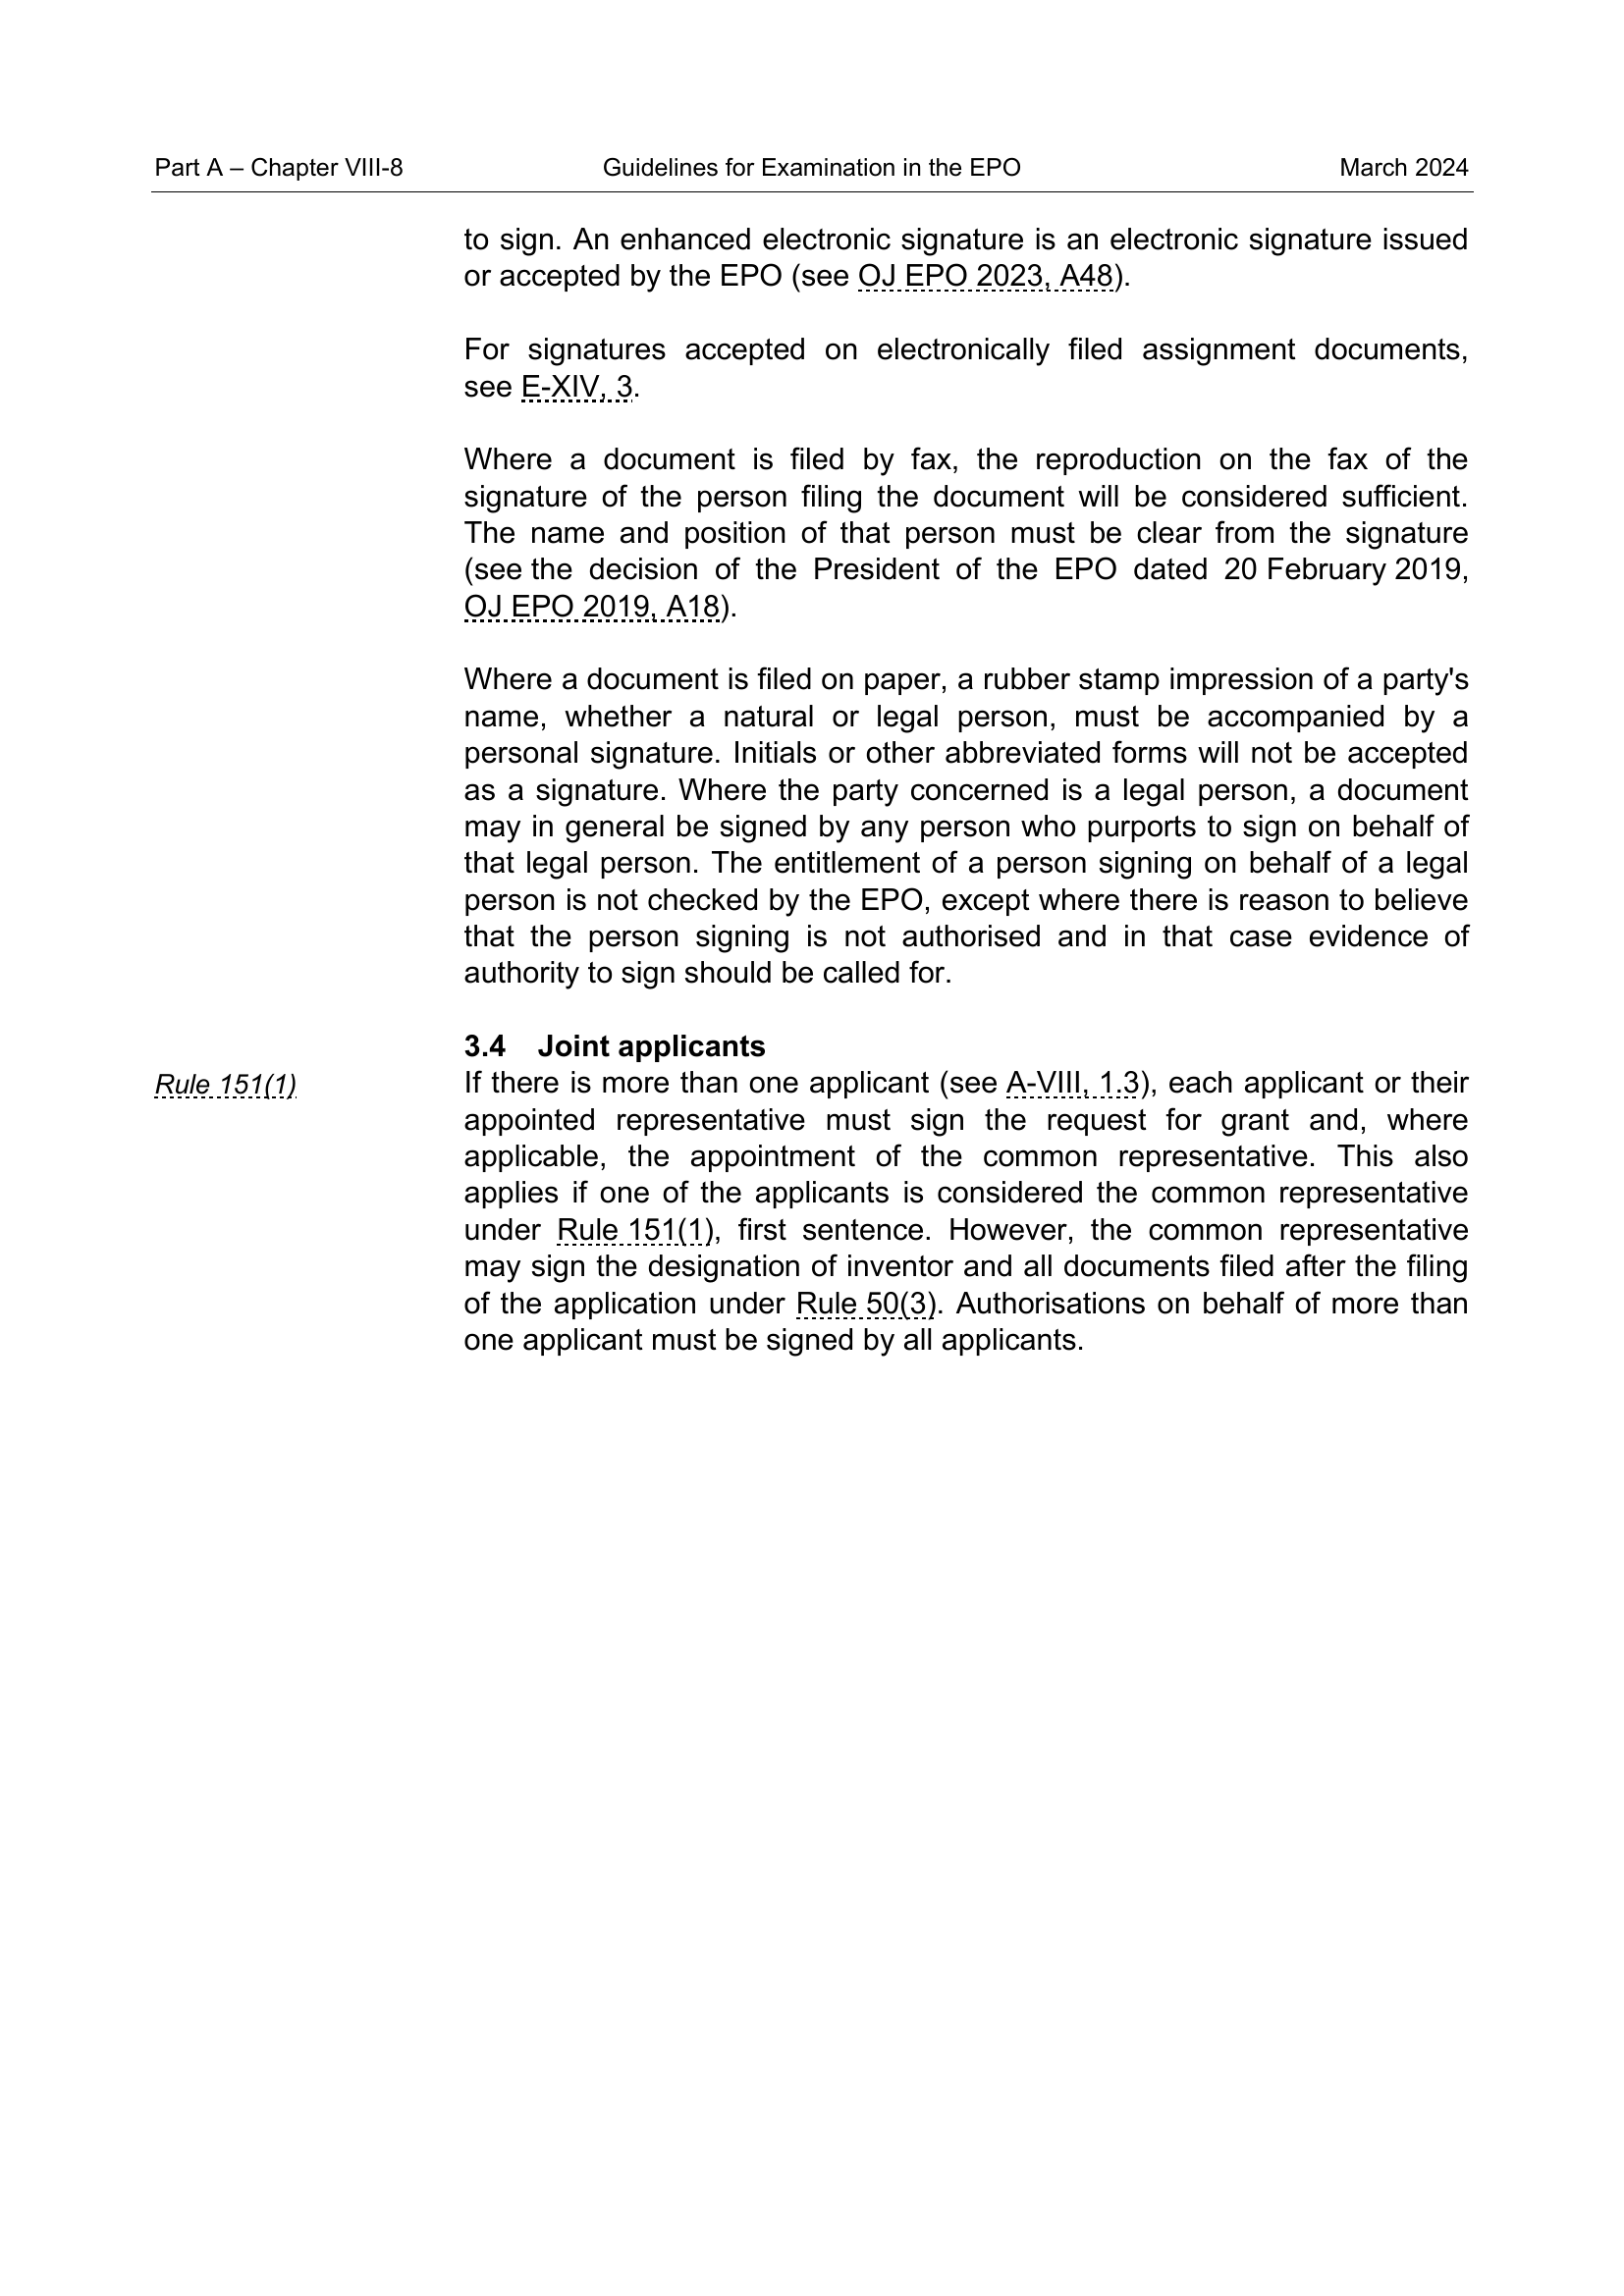 Part A – Chapter VIII-8 Guidelines for Examination in the EPO March 2024
to sign. An enhanced electronic signature is an electronic signature issued
or accepted by the EPO (see OJ EPO 2023, A48).
For signatures accepted on electronically filed assignment documents,
see E-XIV, 3.
Where a document is filed by fax, the reproduction on the fax of the
signature of the person filing the document will be considered sufficient.
The name and position of that person must be clear from the signature
(see the decision of the President of the EPO dated 20 February 2019,
OJ EPO 2019, A18).
Where a document is filed on paper, a rubber stamp impression of a party's
name, whether a natural or legal person, must be accompanied by a
personal signature. Initials or other abbreviated forms will not be accepted
as a signature. Where the party concerned is a legal person, a document
may in general be signed by any person who purports to sign on behalf of
that legal person. The entitlement of a person signing on behalf of a legal
person is not checked by the EPO, except where there is reason to believe
that the person signing is not authorised and in that case evidence of
authority to sign should be called for.
3.4 Joint applicants
Rule 151(1)
If there is more than one applicant (see A-VIII, 1.3), each applicant or their
appointed representative must sign the request for grant and, where
applicable, the appointment of the common representative. This also
applies if one of the applicants is considered the common representative
under Rule 151(1), first sentence. However, the common representative
may sign the designation of inventor and all documents filed after the filing
of the application under Rule 50(3). Authorisations on behalf of more than
one applicant must be signed by all applicants.